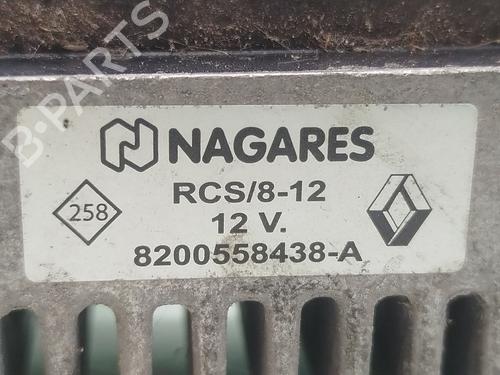 B-PARTS
NAGARES
RCS/8-12
258
12 V.
8200558438-A